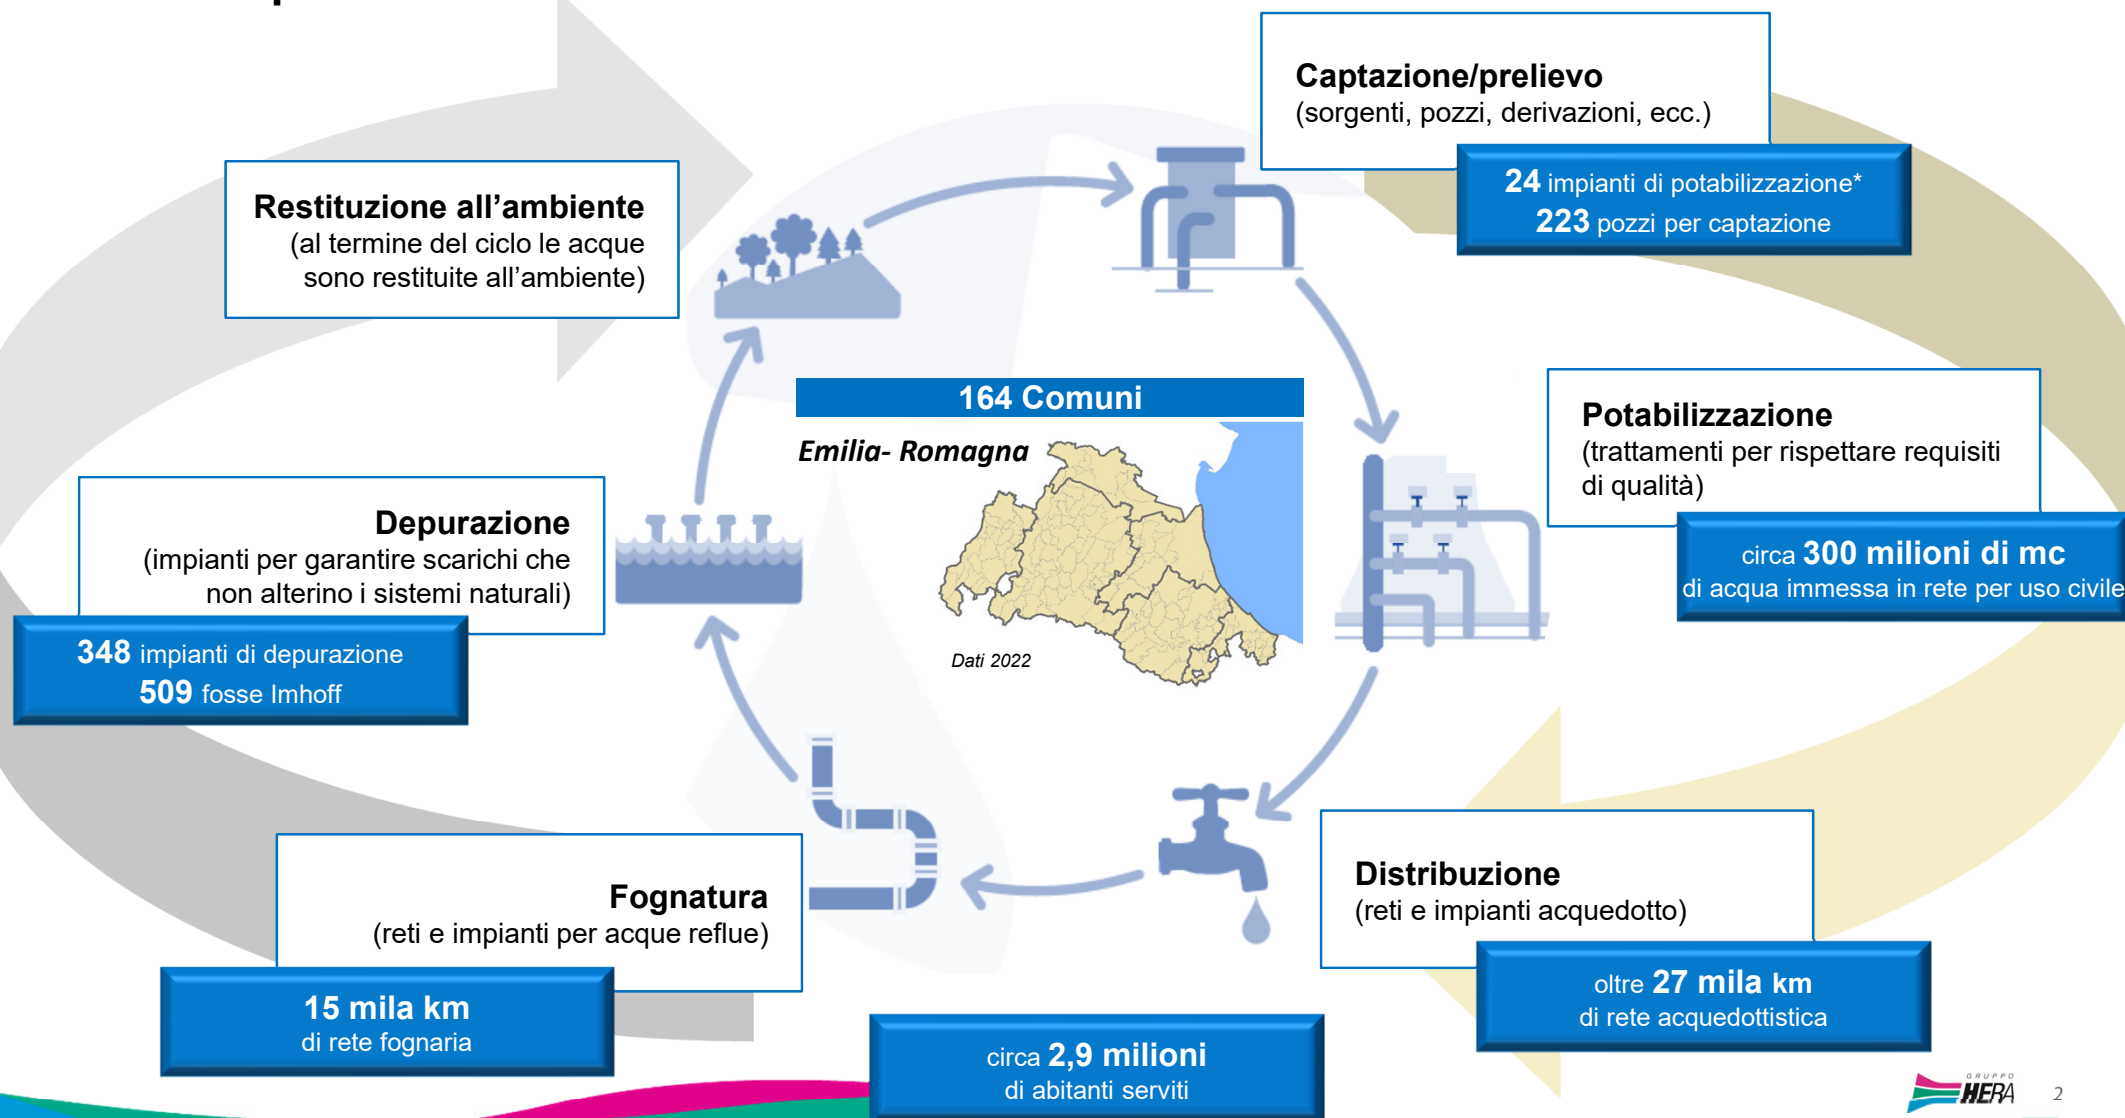 Captazione/prelievo
(sorgenti, pozzi, derivazioni, ecc.)
24 impianti di potabilizzazione*
223 pozzi per captazione
Restituzione all’ambiente
(al termine del ciclo le acque
sono restituite all’ambiente)
164 Comuni
Emilia- Romagna
Dati 2022
Potabilizzazione
(trattamenti per rispettare requisiti
di qualità)
circa 300 milioni di mc
di acqua immessa in rete per uso civile
Depurazione
(impianti per garantire scarichi che
non alterino i sistemi naturali)
348 impianti di depurazione
509 fosse Imhoff
Distribuzione
(reti e impianti acquedotto)
oltre 27 mila km
di rete acquedottistica
Fognatura
(reti e impianti per acque reflue)
15 mila km
di rete fognaria
circa 2,9 milioni
di abitanti serviti
GRUPPO
HERA
2